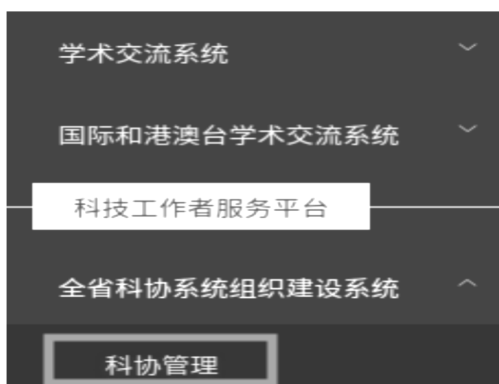 学术交流系统
国际和港澳台学术交流系统
科技工作者服务平台
全省科协系统组织建设系统
科协管理